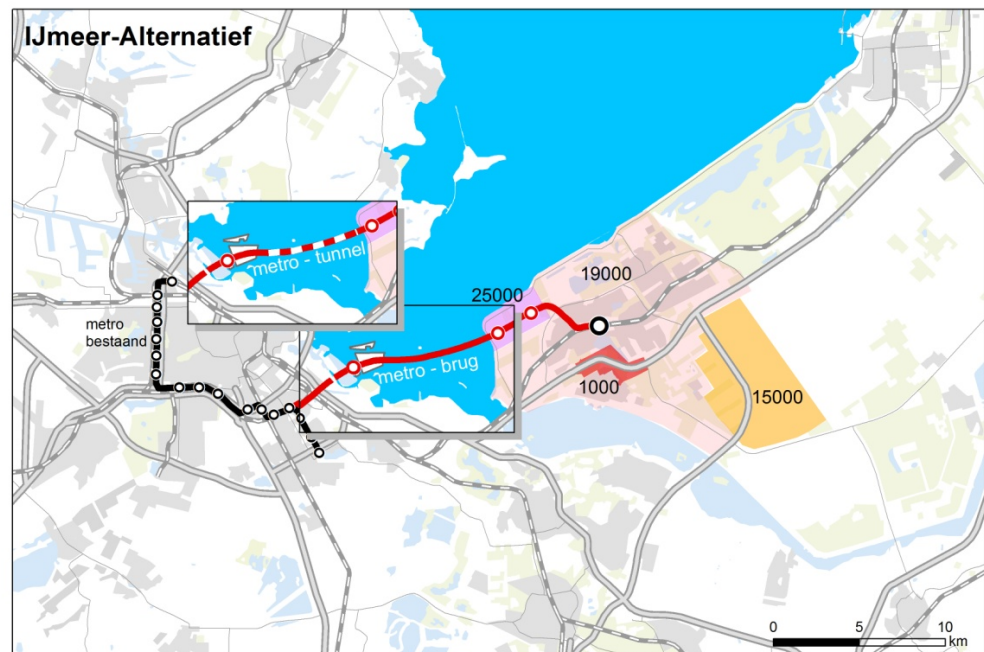 IJmeer-Alternatief
metro - tunnel
19000
25000
metro
bestaand
metro - brug
1000
15000
0 5 10
km